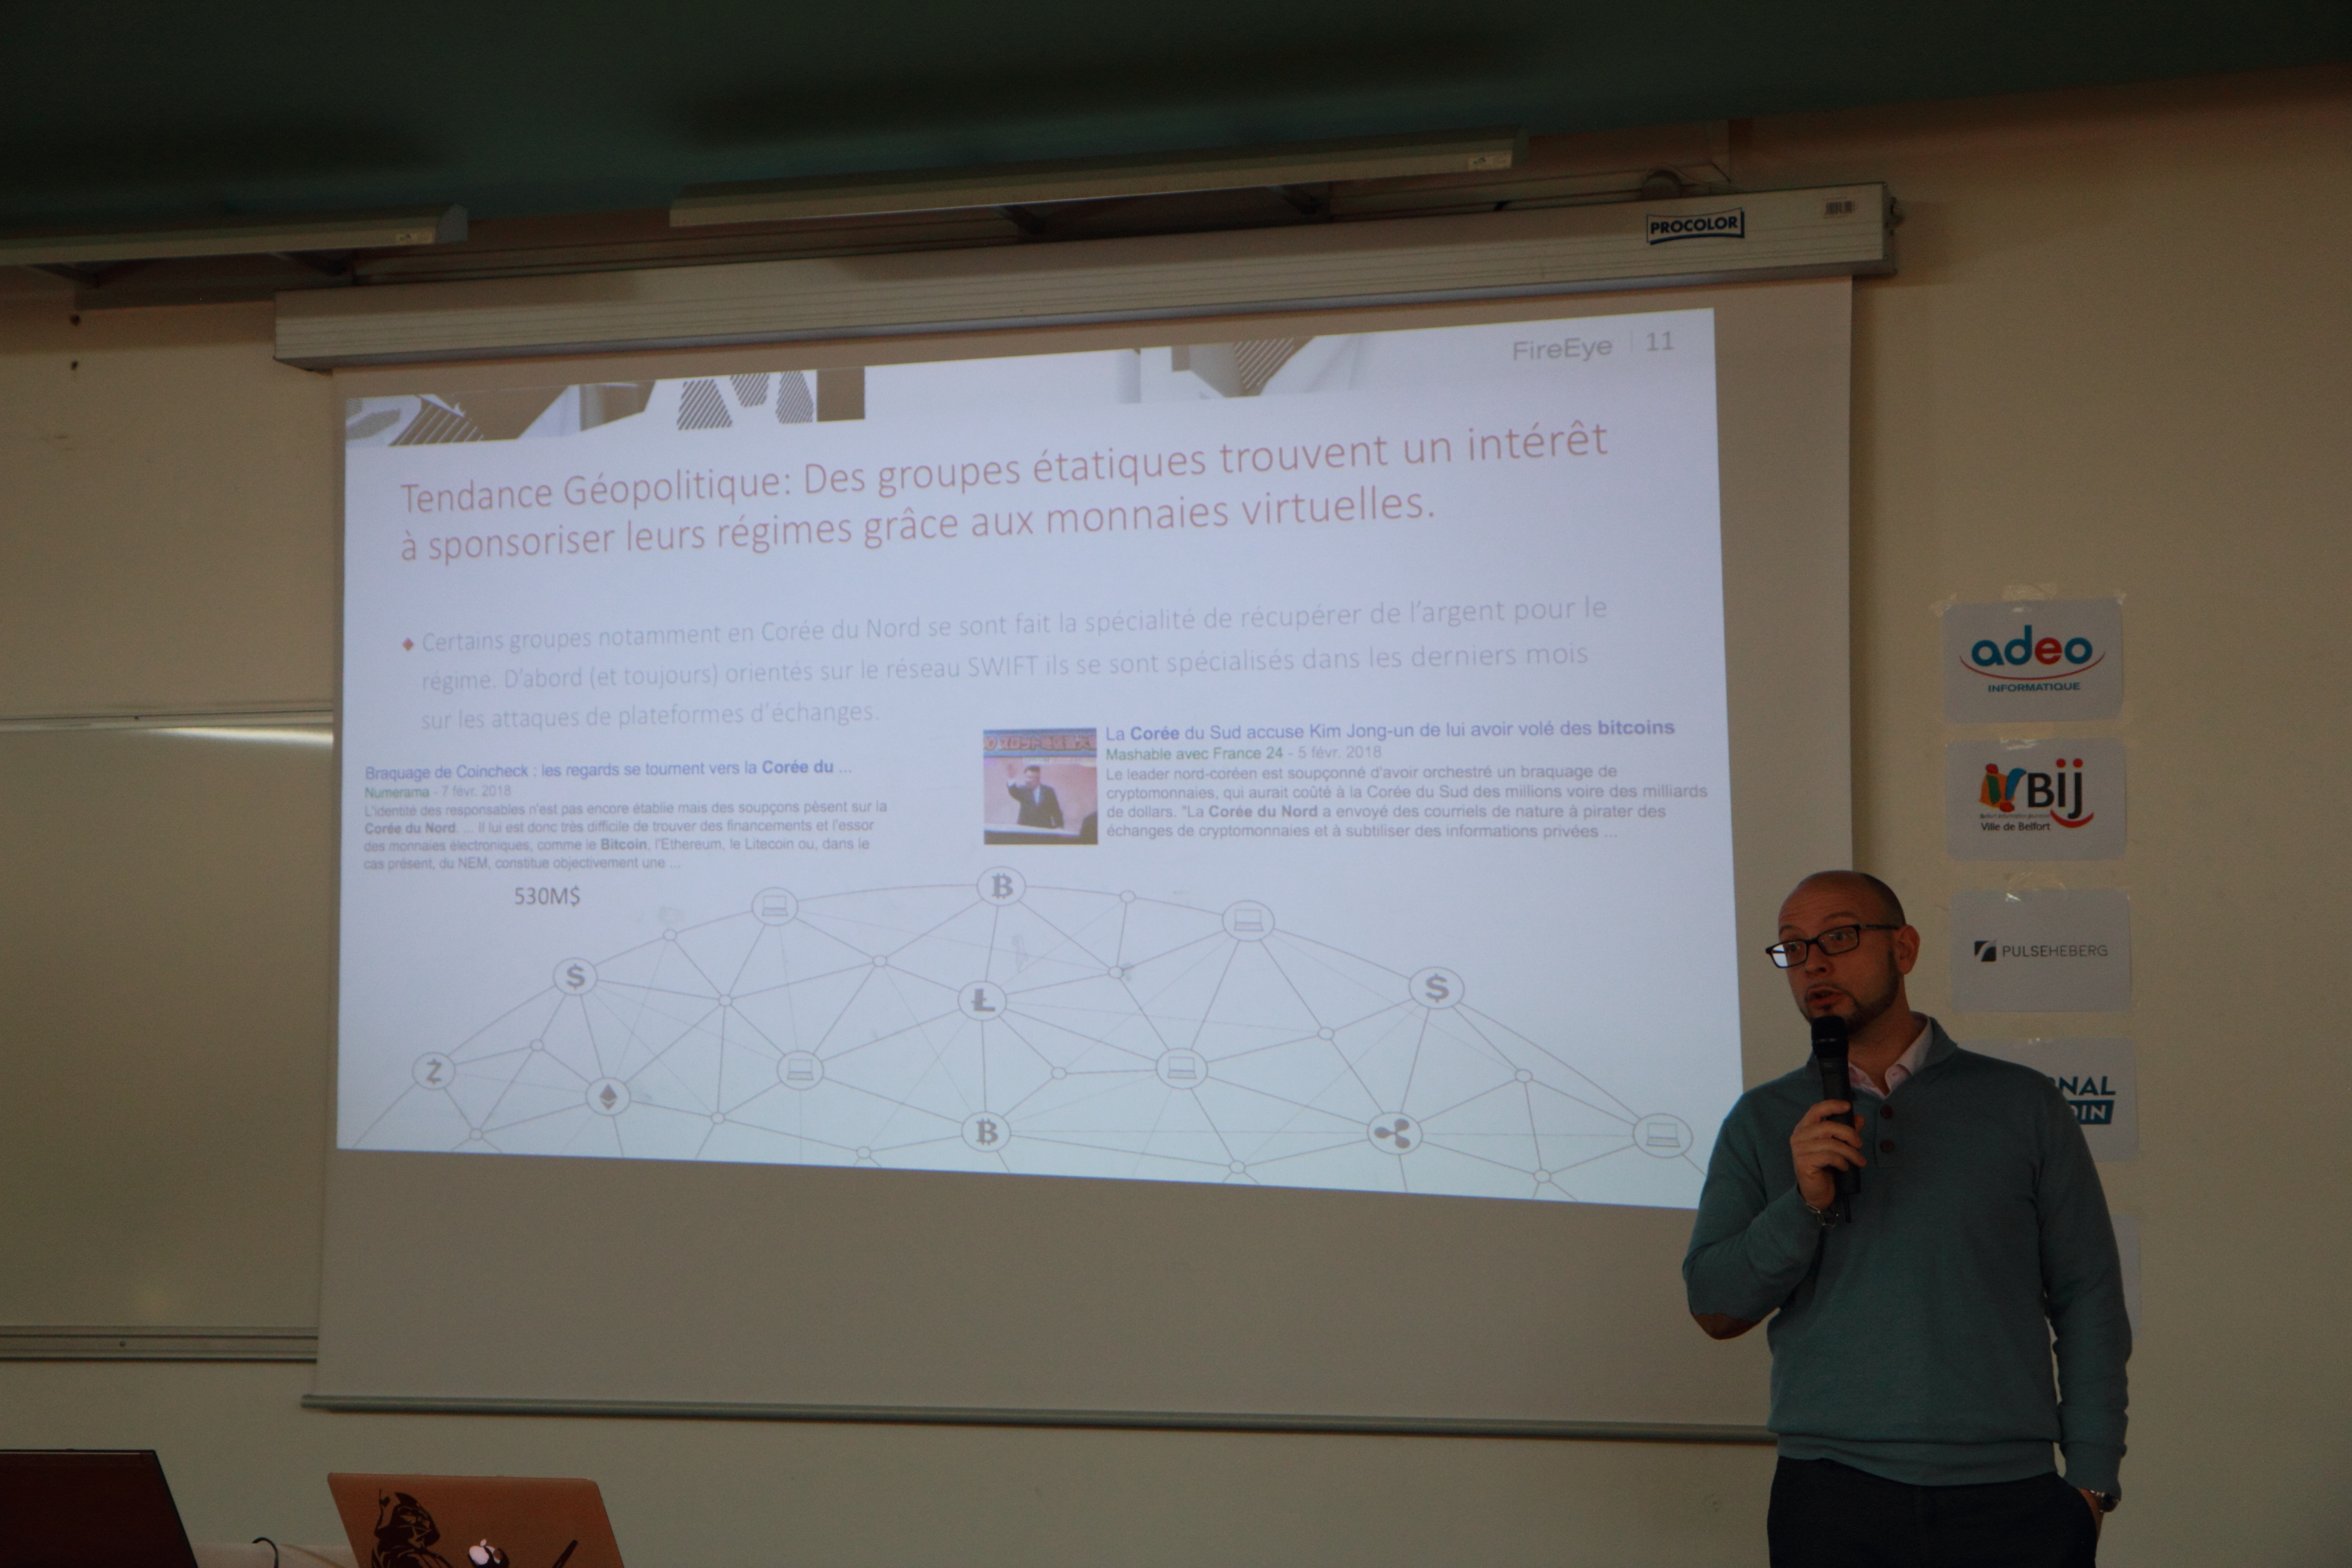 PROCOLOR
FireEye | 11
Tendance Géopolitique: Des groupes étatiques trouvent un intérêt
à sponsoriser leurs régimes grâce aux monnaies virtuelles.
Certains groupes notamment en Corée du Nord se sont fait la spécialité de récupérer de l'argent pour le
régime. D'abord (et toujours) orientés sur le réseau SWIFT ils se sont spécialisés dans les derniers mois
sur les attaques de plateformes d'échanges.
Braquage de Coincheck : les regards se tournent vers la Corée du ...
Numerama - 7 févr. 2018
L'identité des responsables n'est pas encore établie mais des soupçons pèsent sur la
Corée du Nord. ... Il lui est donc très difficile de trouver des financements et l'essor
des monnaies électroniques, comme le Bitcoin, l'Ethereum, le Litecoin ou, dans le
cas présent, du NEM, constitue objectivement une ...
530M$
La Corée du Sud accuse Kim Jong-un de lui avoir volé des bitcoins
Mashable avec France 24 - 5 févr. 2018
Le leader nord-coréen est soupçonné d'avoir orchestré un braquage de
cryptomonnaies, qui aurait coûté à la Corée du Sud des millions voire des milliards
de dollars. "La Corée du Nord a envoyé des courriels de nature à pirater des
échanges de cryptomonnaies et à subtiliser des informations privées ...
adeo
INFORMATIQUE
BIJ
Ville de Belfort
PULSEHEBERG
NAL